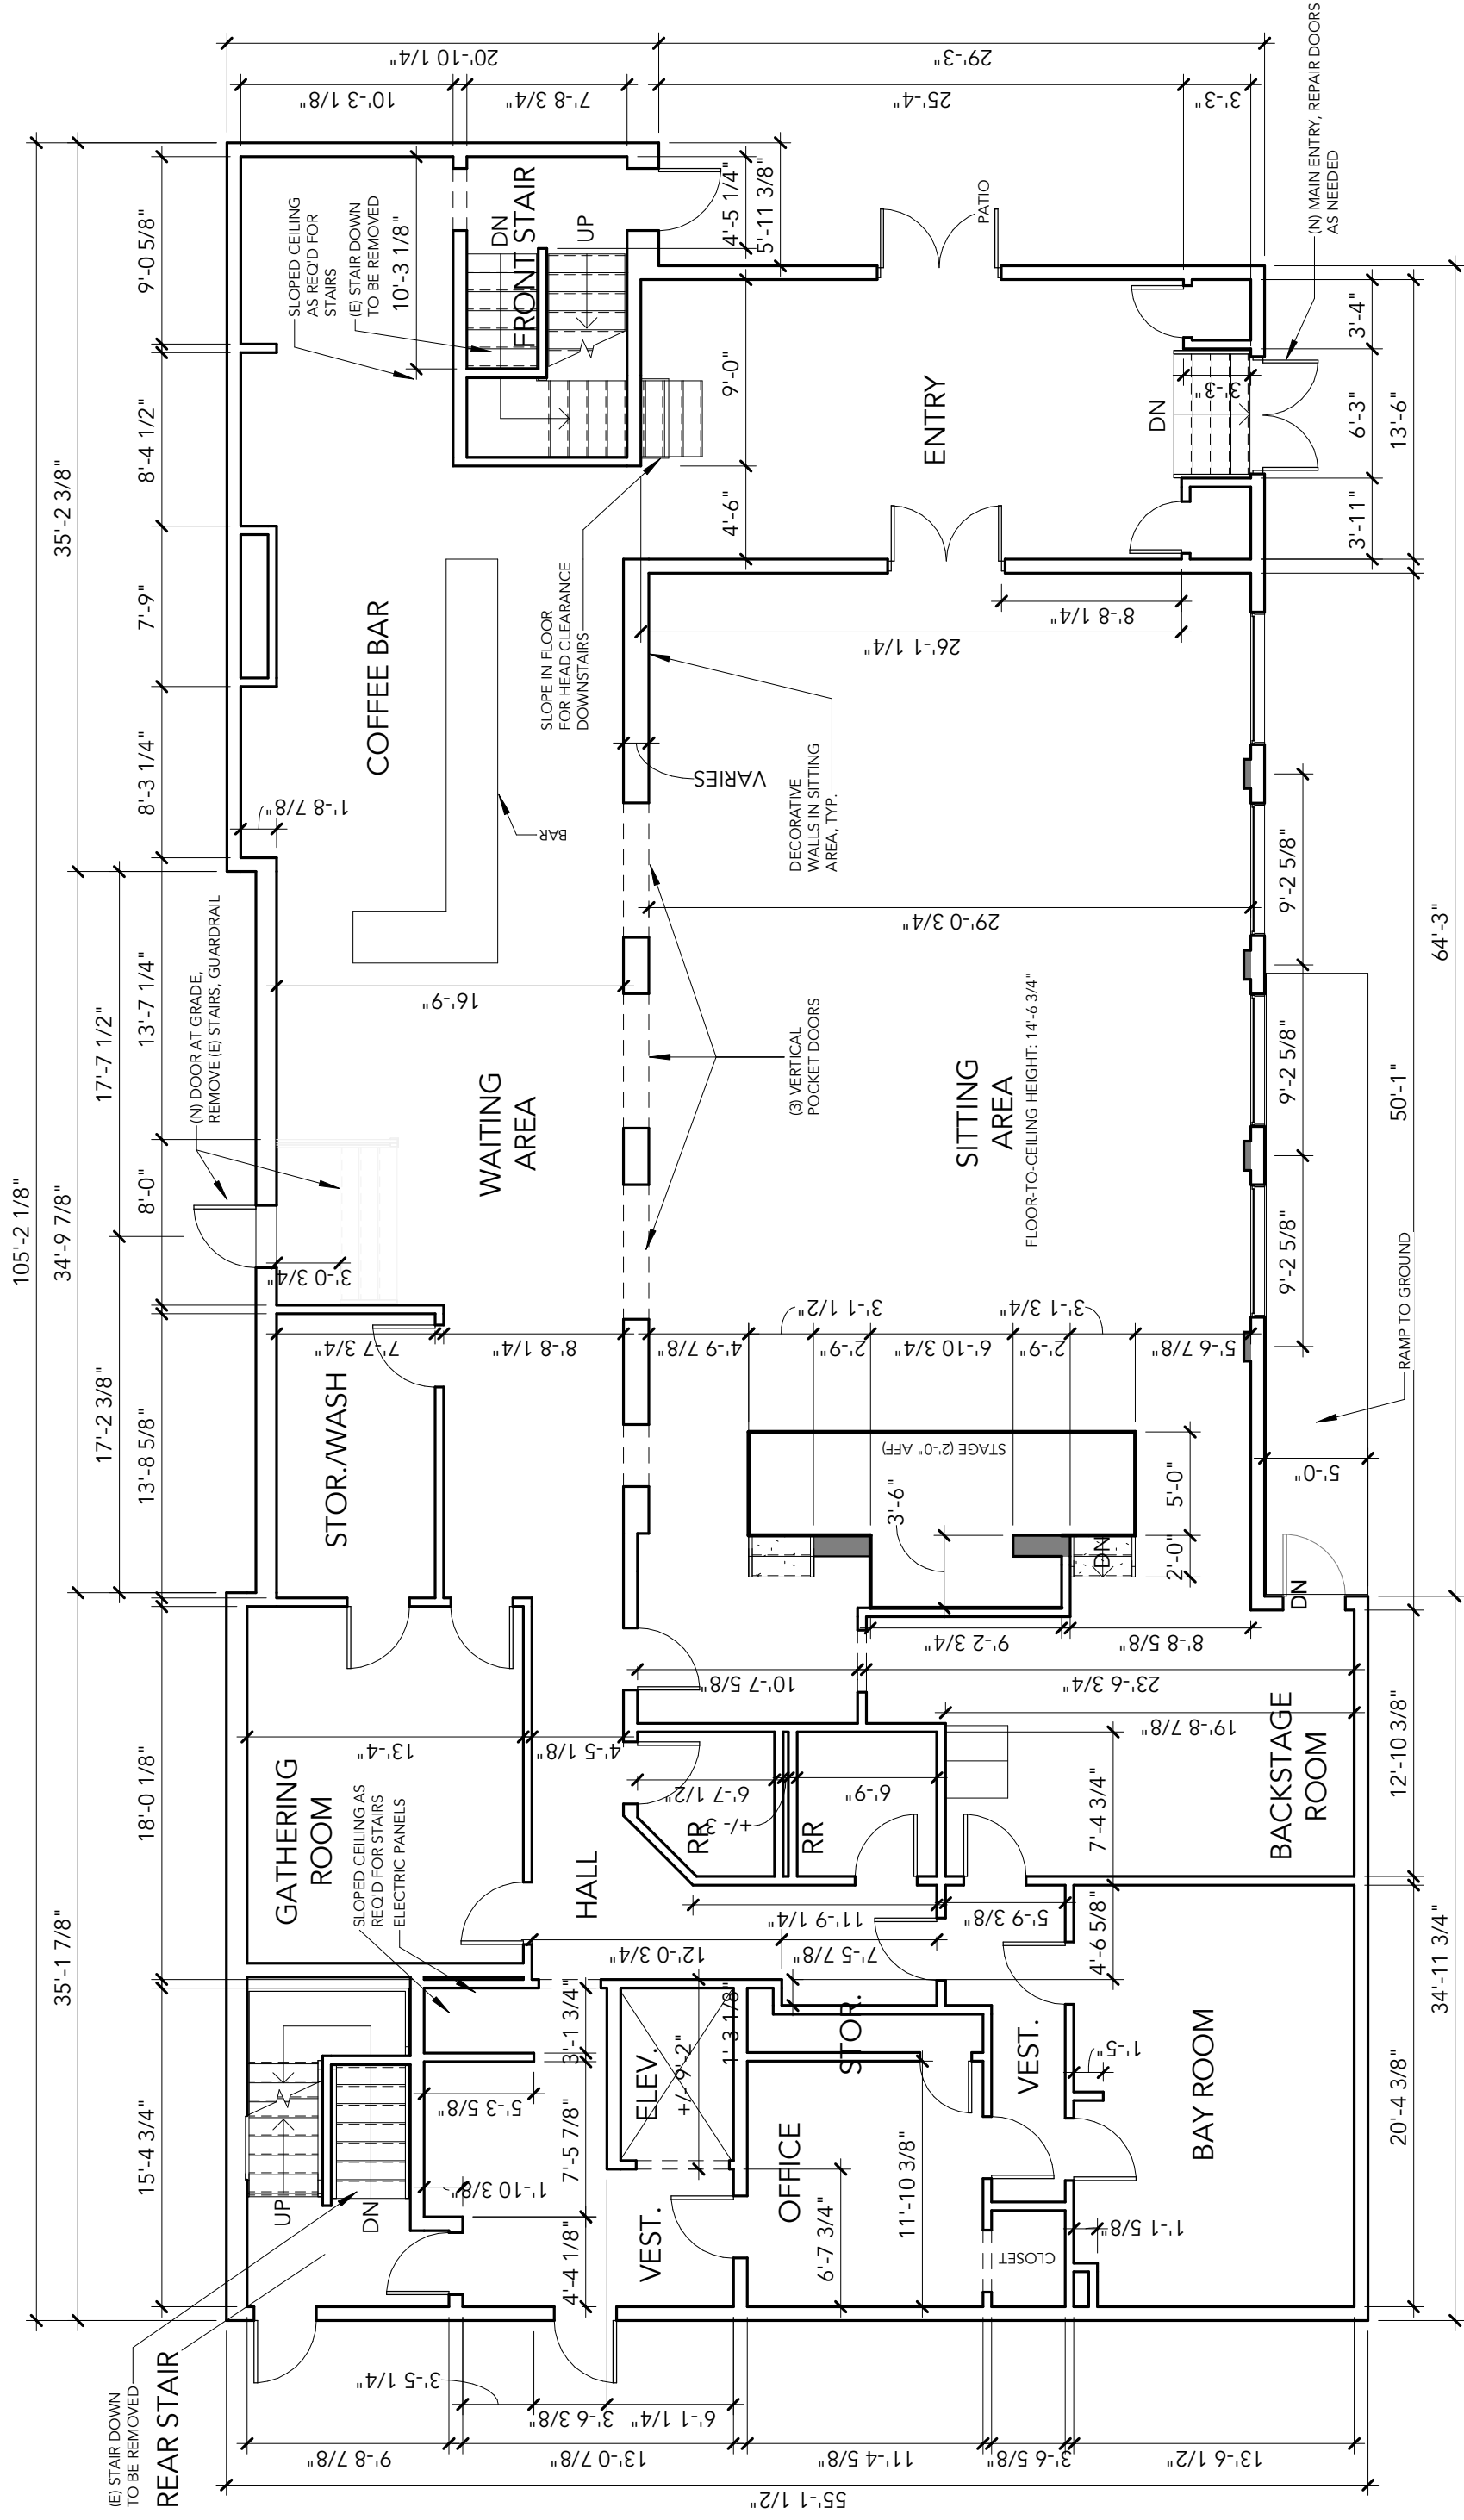 105'-2 1/8"
35'-1 7/8"
34'-9 7/8"
35'-2 3/8"
17'-2 3/8"
17'-7 1/2"
15'-4 3/4"
18'-0 1/8"
13'-8 5/8"
8'-0"
13'-7 1/4"
8'-3 1/4"
7'-9"
8'-4 1/2"
9'-0 5/8"
(E) STAIR DOWN
TO BE REMOVED
REAR STAIR
UP
DN
GATHERING
ROOM
SLOPED CEILING AS
REQ'D FOR STAIRS
ELECTRIC PANELS
13'-4"
4'-5 1/8"
STOR./WASH
7'-7 3/4"
8'-8 1/4"
3'-0 3/4"
(N) DOOR AT GRADE,
REMOVE (E) STAIRS, GUARDRAIL
WAITING
AREA
16'-9"
1'-8 7/8"
COFFEE BAR
BAR
SLOPED CEILING
AS REQ'D FOR
STAIRS
(E) STAIR DOWN
TO BE REMOVED
10'-3 1/8"
DN
FRONT STAIR
UP
SLOPE IN FLOOR
FOR HEAD CLEARANCE
DOWNSTAIRS
10'-3 1/8"
7'-8 3/4"
20'-10 1/4"
29'-3"
25'-4"
3'-3"
4'-5 1/4"
5'-11 3/8"
9'-0"
4'-6"
PATIO
ENTRY
DN
3'-3"
(N) MAIN ENTRY, REPAIR DOORS
AS NEEDED
3'-4"
6'-3"
3'-11"
13'-6"
8'-8 1/4"
26'-1 1/4"
VARIES
DECORATIVE
WALLS IN SITTING
AREA, TYP.
29'-0 3/4"
(3) VERTICAL
POCKET DOORS
SITTING
AREA
FLOOR-TO-CEILING HEIGHT: 14'-6 3/4"
9'-2 5/8"
9'-2 5/8"
9'-2 5/8"
4'-9 7/8"
3'-1 1/2"
2'-9"
6'-10 3/4"
2'-9"
3'-1 3/4"
5'-6 7/8"
STAGE (2'-0" AFF)
3'-6"
2'-0"
5'-0"
DN
DN
5'-0"
RAMP TO GROUND
9'-2 3/4"
8'-8 5/8"
10'-7 5/8"
23'-6 3/4"
19'-8 7/8"
HALL
6'-7 1/2"
+/- 3"
6'-9"
RR
RR
11'-9 1/4"
5'-9 3/8"
12'-0 3/4"
7'-5 7/8"
7'-4 3/4"
4'-6 5/8"
BACKSTAGE
ROOM
5'-3 5/8"
1'-10 3/8"
3'-1 3/4"
7'-5 7/8"
4'-4 1/8"
ELEV.
+/- 9'-2"
1'-3 1/8"
STOR.
VEST.
VEST.
OFFICE
6'-7 3/4"
11'-10 3/8"
CLOSET
BAY ROOM
1'-5"
1'-1 5/8"
3'-5 1/4"
3'-6 3/8"
6'-1 1/4"
9'-8 7/8"
13'-0 7/8"
11'-4 5/8"
3'-6 5/8"
13'-6 1/2"
55'-1 1/2"
20'-4 3/8"
12'-10 3/8"
50'-1"
34'-11 3/4"
64'-3"